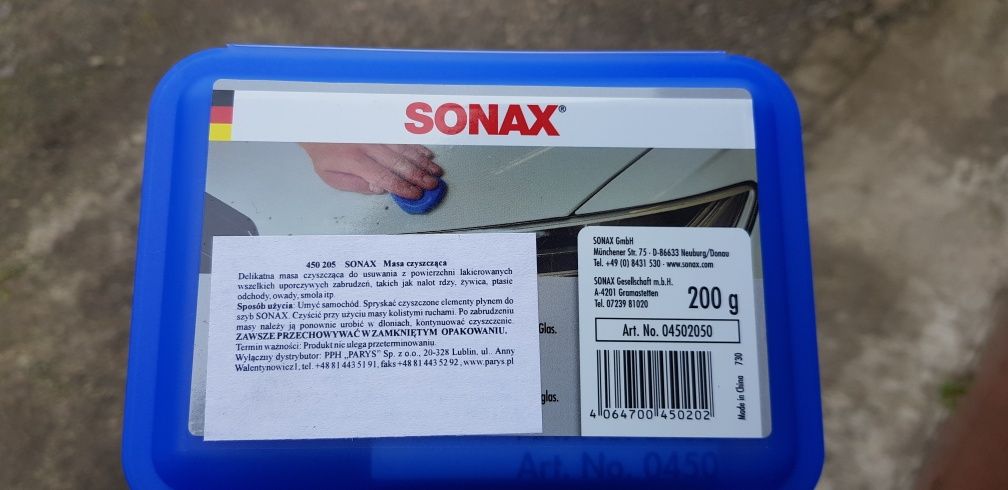 SONAX®
450 205 SONAX Masa czyszcząca
Delikatna masa czyszcząca do usuwania z powierzchni lakierowanych
wszelkich uporczywych zabrudzeń, takich jak nalot rdzy, żywica, ptasie
odchody, owady, smoła itp.
Sposób użycia: Umyć samochód. Spryskać czyszczone elementy płynem do
szyb SONAX. Czyścić przy użyciu masy kolistymi ruchami. Po zabrudzeniu
masy należy ją ponownie urobić w dłoniach, kontynuować czyszczenie.
ZAWSZE PRZECHOWYWAĆ W ZAMKNIĘTYM OPAKOWANIU.
Termin ważności: Produkt nie ulega przeterminowaniu.
Wyłączny dystrybutor: PPH „PARYS" Sp. z o.o., 20-328 Lublin, ul. Anny
Walentynowicz 1, tel. +48 81 443 51 91, faks +48 81 443 52 92, www.parys.pl
Glas.
glas.
SONAX GmbH
Münchener Str. 75 · D-86633 Neuburg/Donau
Tel. +49 (0) 8431 530 · www.sonax.com
SONAX Gesellschaft m.b.H.
A-4201 Gramastetten
Tel. 07239 81020
200 g
Art. No. 04502050
4 064700 450202
Made in China 730
Art. No. 0450